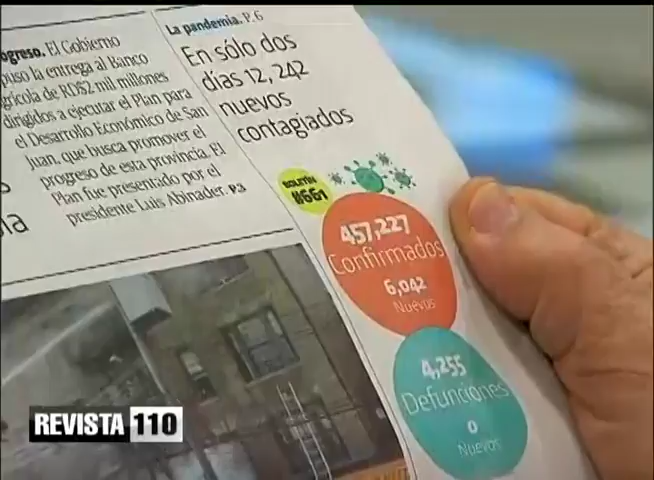 ogreso. El Gobierno
puso la entrega al Banco
grícola de RD$2 mil millones
dirigidos a ejecutar el Plan para
el Desarrollo Económico de San
Juan, que busca promover el
progreso de esta provincia. El
Plan fue presentado por el
presidente Luis Abinader. P.3
La pandemia. P.6
En sólo dos
días 12, 242
nuevos
contagiados
BOLETÍN
#661
457,227
Confirmados
6,042
Nuevos
4,255
Defunciones
0
Nuevos
REVISTA 110